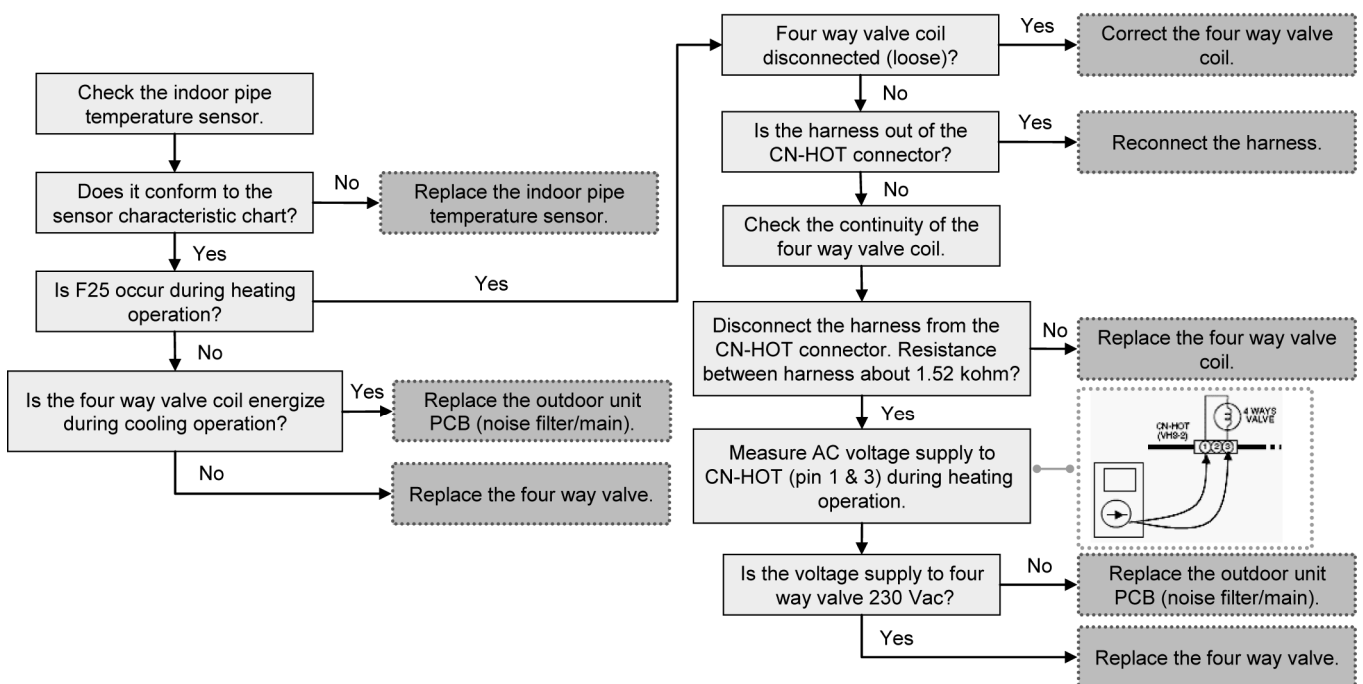 Check the indoor pipe
temperature sensor.
Does it conform to the
sensor characteristic chart?
No
Replace the indoor pipe
temperature sensor.
Yes
Is F25 occur during heating
operation?
Yes
No
Is the four way valve coil energize
during cooling operation?
Yes
Replace the outdoor unit
PCB (noise filter/main).
No
Replace the four way valve.
Four way valve coil
disconnected (loose)?
Yes
Correct the four way valve
coil.
No
Is the harness out of the
CN-HOT connector?
Yes
Reconnect the harness.
No
Check the continuity of the
four way valve coil.
Disconnect the harness from the
CN-HOT connector. Resistance
between harness about 1.52 kohm?
No
Replace the four way valve
coil.
Yes
Measure AC voltage supply to
CN-HOT (pin 1 & 3) during heating
operation.
4 WAYS
VALVE
CN-HOT
(VH9-2)
1 2 3
Is the voltage supply to four
way valve 230 Vac?
No
Replace the outdoor unit
PCB (noise filter/main).
Yes
Replace the four way valve.